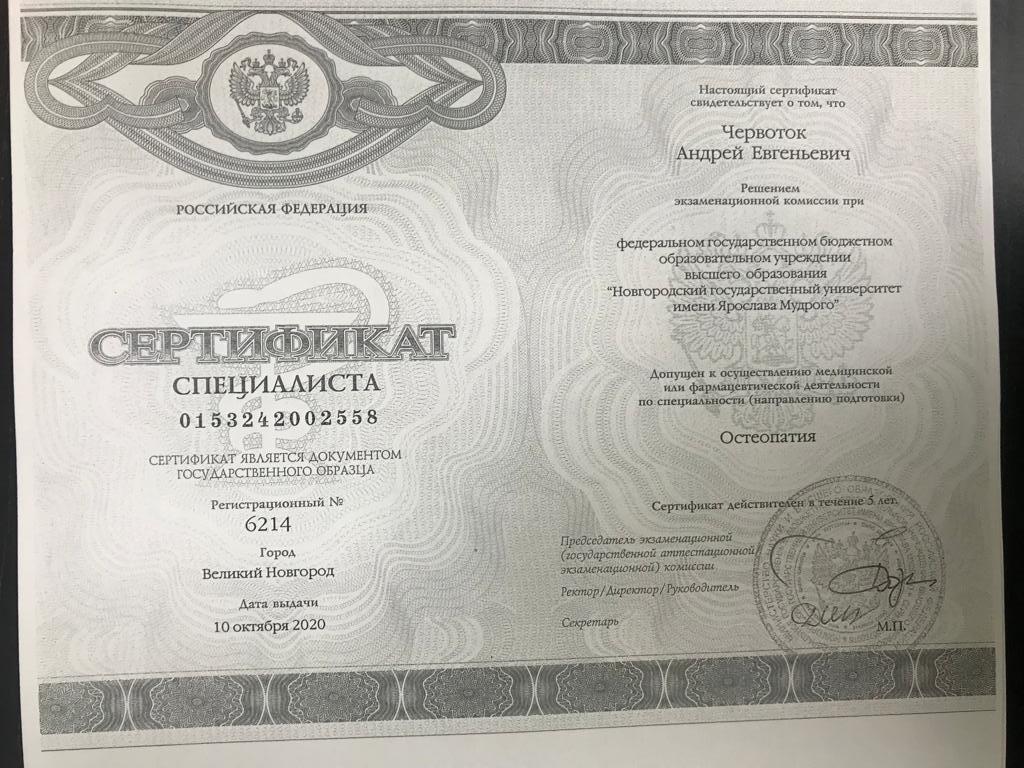 РОССИЙСКАЯ ФЕДЕРАЦИЯ
СЕРТИФИКАТ
СПЕЦИАЛИСТА
0153242002558
СЕРТИФИКАТ ЯВЛЯЕТСЯ ДОКУМЕНТОМ
ГОСУДАРСТВЕННОГО ОБРАЗЦА
Регистрационный №
6214
Город
Великий Новгород
Дата выдачи
10 октября 2020
Настоящий сертификат
свидетельствует о том, что
Червоток
Андрей Евгеньевич
Решением
экзаменационной комиссии при
федеральном государственном бюджетном
образовательном учреждении
высшего образования
"Новгородский государственный университет
имени Ярослава Мудрого"
Допущен к осуществлению медицинской
или фармацевтической деятельности
по специальности (направлению подготовки)
Остеопатия
Сертификат действителен в течение 5 лет.
Председатель экзаменационной
(государственной аттестационной
экзаменационной) комиссии
Ректор/Директор/Руководитель
Секретарь
М.П.